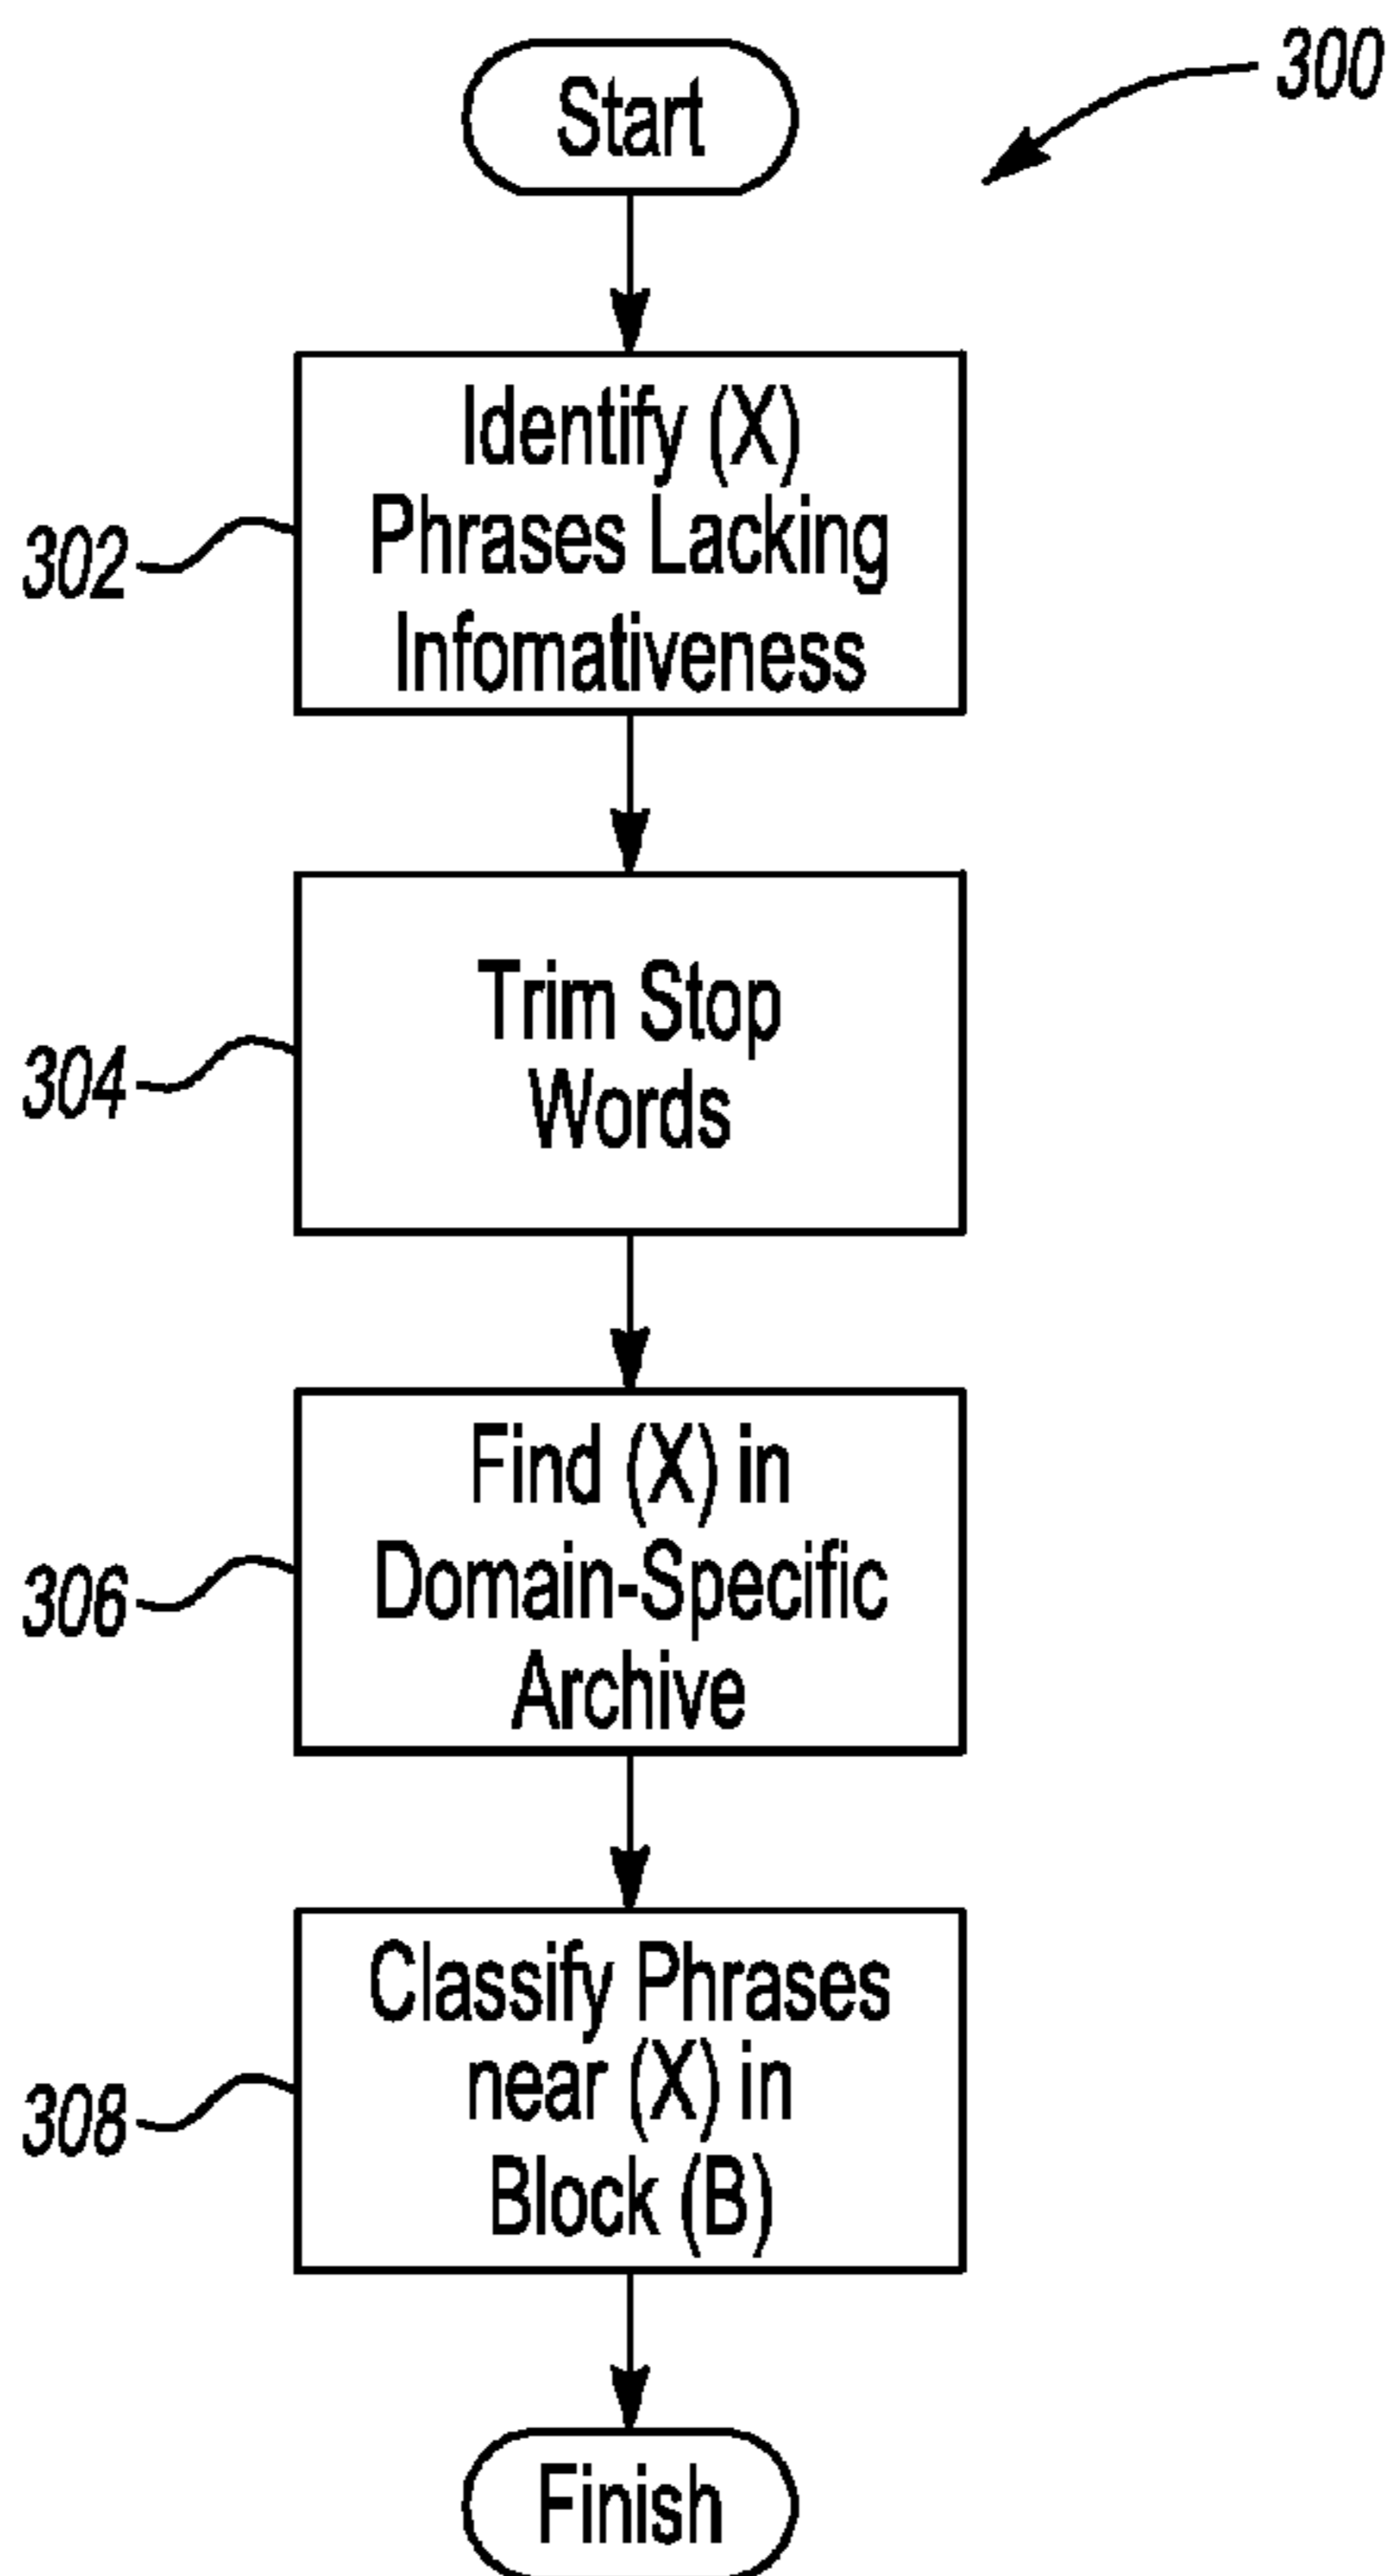 Start
300
Identify (X)
Phrases Lacking
Infomativeness
302
Trim Stop
Words
304
Find (X) in
Domain-Specific
Archive
306
Classify Phrases
near (X) in
Block (B)
308
Finish